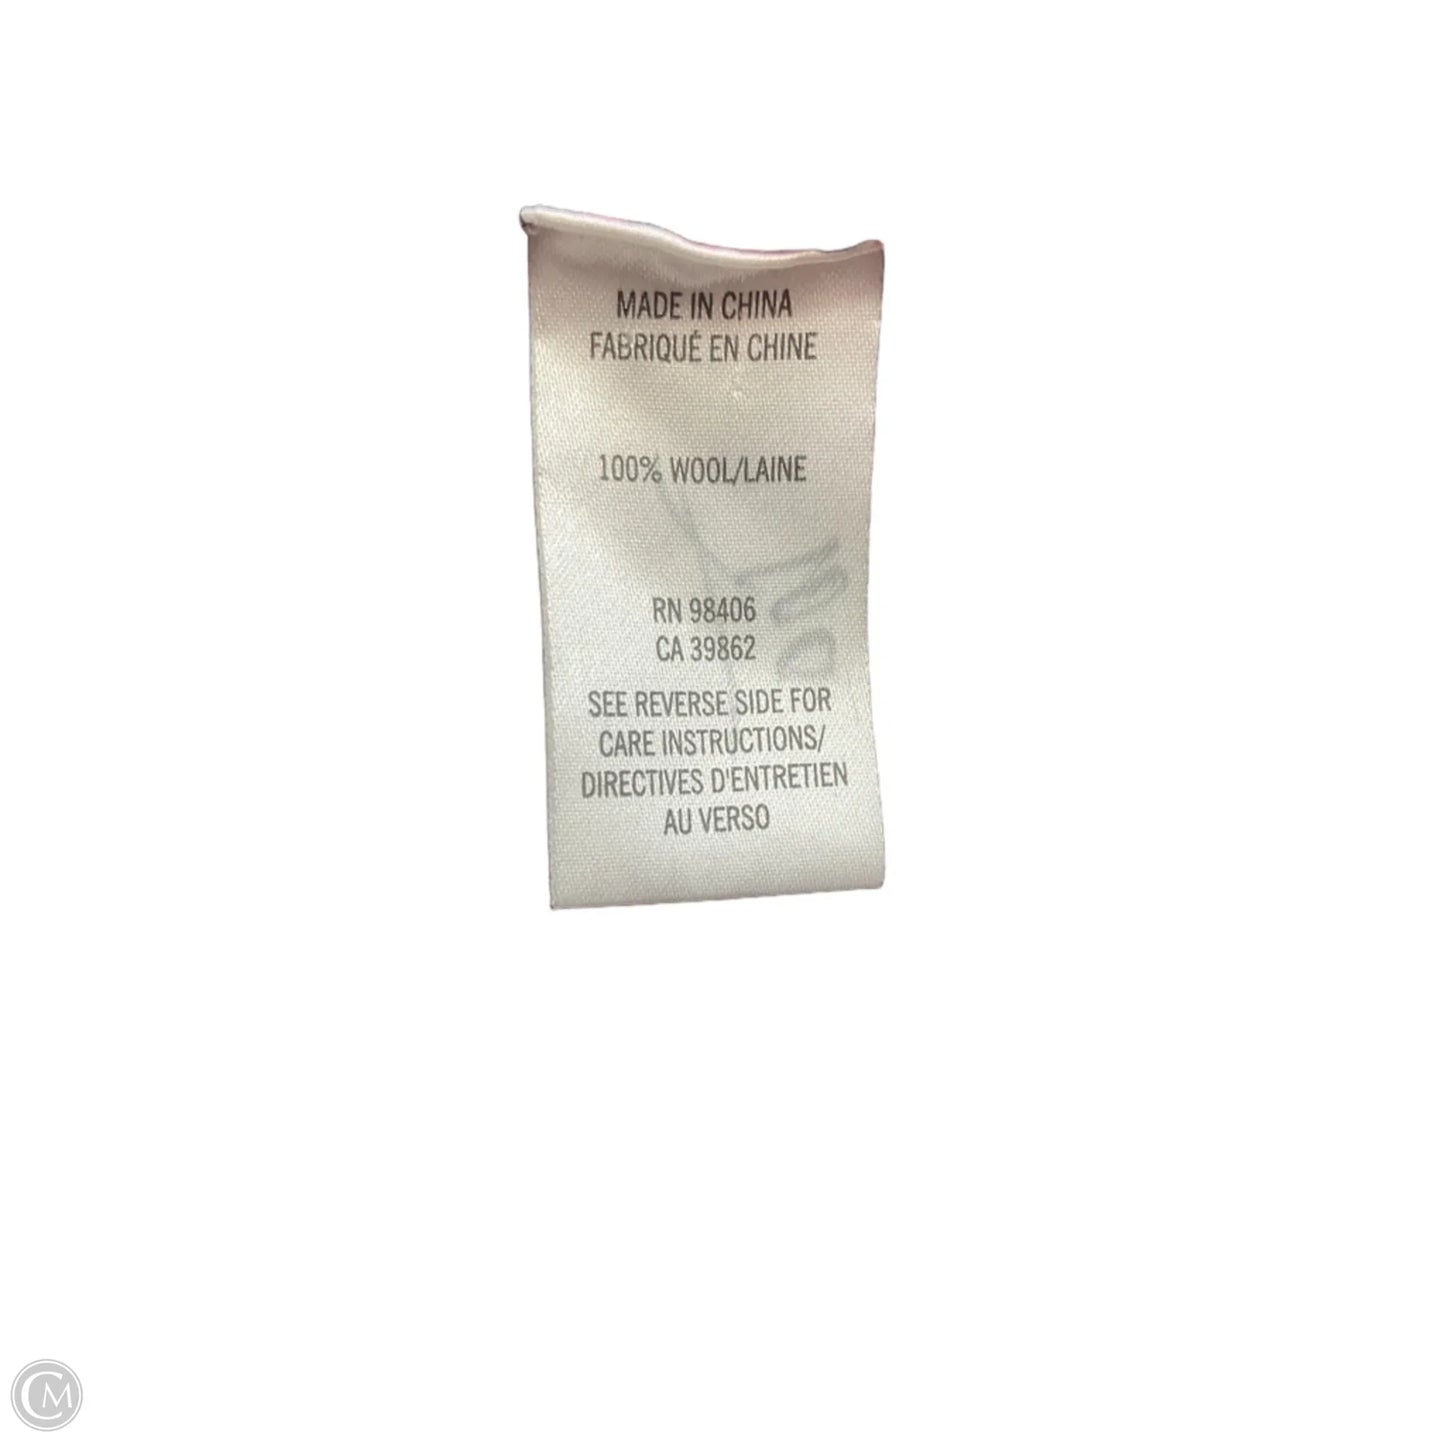 MADE IN CHINA
FABRIQUÉ EN CHINE
100% WOOL/LAINE
RN 98406
CA 39862
SEE REVERSE SIDE FOR
CARE INSTRUCTIONS/
DIRECTIVES D'ENTRETIEN
AU VERSO
CM